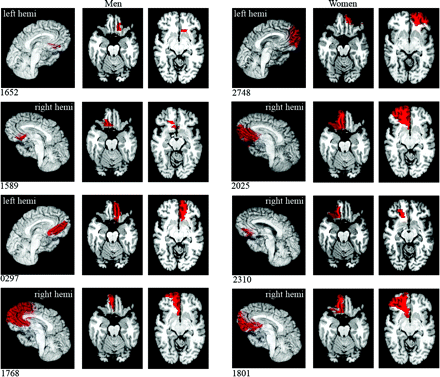 Men
Women
left hemi
left hemi
1652
2748
right hemi
right hemi
1589
2025
left hemi
right hemi
0297
2310
right hemi
right hemi
1768
1801